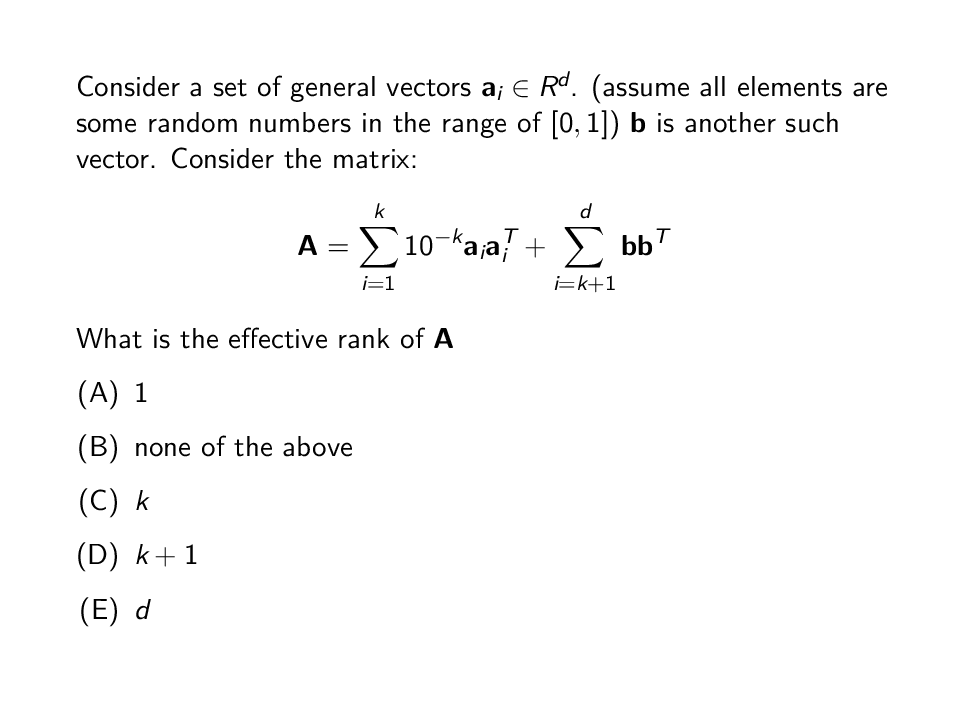 Consider a set of general vectors $\mathbf{a}_i \in R^d$. (assume all elements are
some random numbers in the range of $[0, 1]$) $\mathbf{b}$ is another such
vector. Consider the matrix:
$$\mathbf{A} = \sum_{i=1}^{k} 10^{-k} \mathbf{a}_i \mathbf{a}_i^T + \sum_{i=k+1}^{d} \mathbf{b}\mathbf{b}^T$$
What is the effective rank of $\mathbf{A}$
(A) 1
(B) none of the above
(C) $k$
(D) $k + 1$
(E) $d$